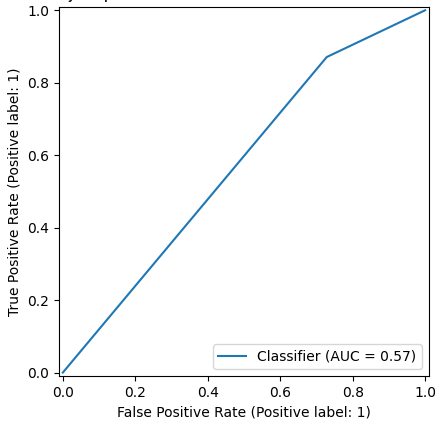 1.0
0.8
0.6
0.4
0.2
0.0
True Positive Rate (Positive label: 1)
Classifier (AUC = 0.57)
0.0 0.2 0.4 0.6 0.8 1.0
False Positive Rate (Positive label: 1)